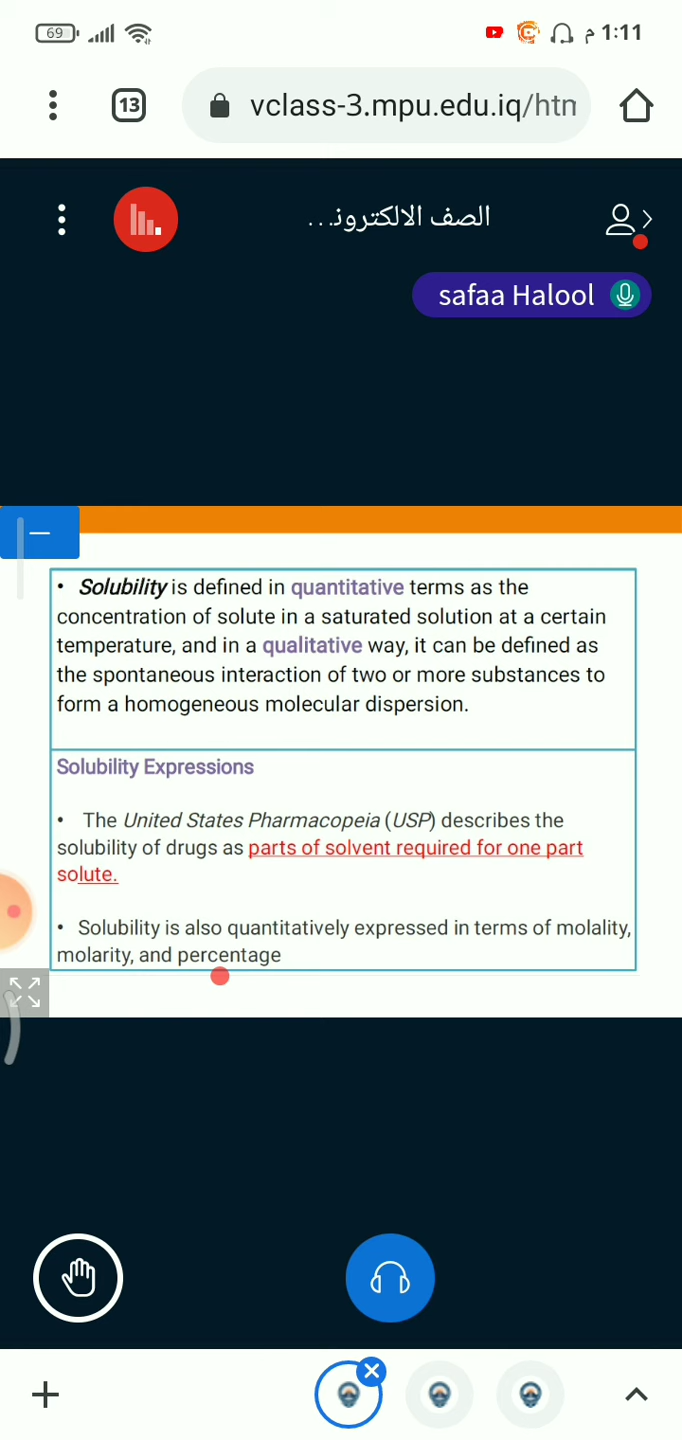 69
م 1:11
13
vclass-3.mpu.edu.iq/htm
الصف الالكترونـ...
safaa Halool
• Solubility is defined in quantitative terms as the
concentration of solute in a saturated solution at a certain
temperature, and in a qualitative way, it can be defined as
the spontaneous interaction of two or more substances to
form a homogeneous molecular dispersion.
Solubility Expressions
• The United States Pharmacopeia (USP) describes the
solubility of drugs as parts of solvent required for one part
solute.
• Solubility is also quantitatively expressed in terms of molality,
molarity, and percentage